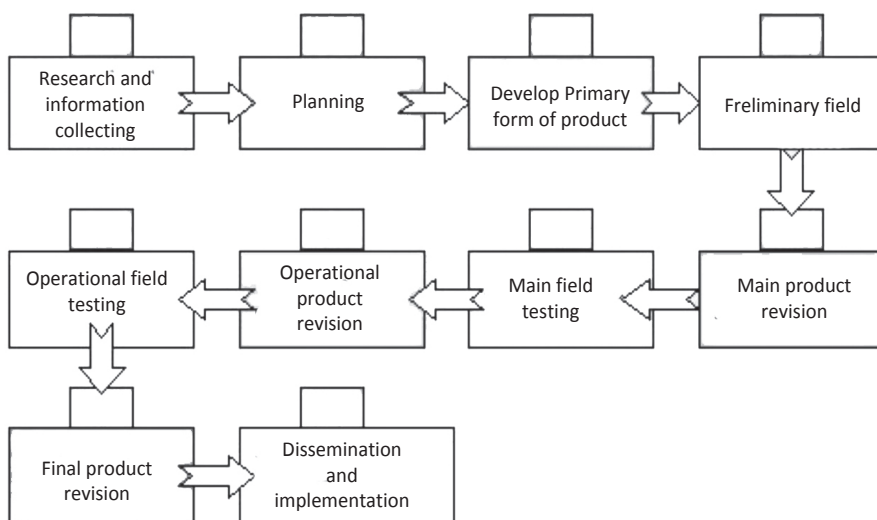 Research and
information
collecting
Planning
Develop Primary
form of product
Freliminary field
Main product
revision
Main field
testing
Operational
product
revision
Operational field
testing
Final product
revision
Dissemination
and
implementation